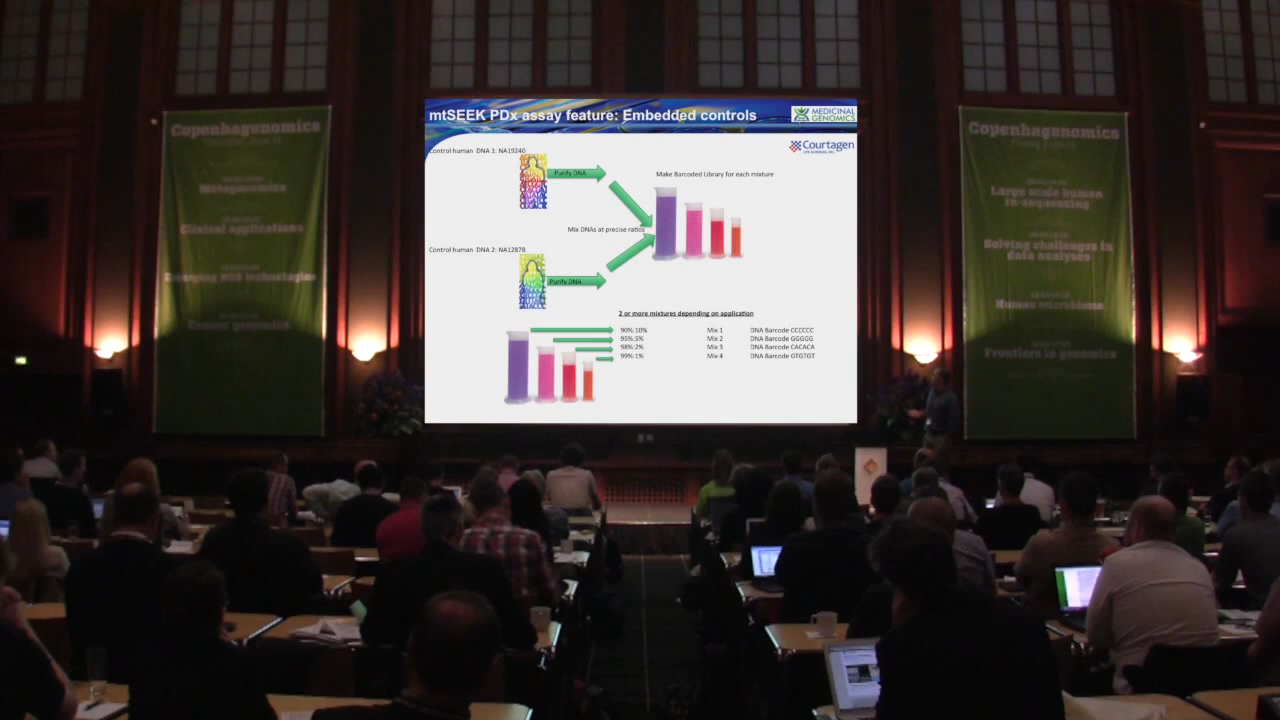 mtSEEK PDx assay feature: Embedded controls
MEDICINAL
GENOMICS
Courtagen
LIFE SCIENCES, INC.
Control human DNA 1: NA19240
Purify DNA
Make Barcoded Library for each mixture
Mix DNAs at precise ratios
Control human DNA 2: NA12878
Purify DNA
2 or more mixtures depending on application
90%:10% Mix 1 DNA Barcode CCCCCC
95%:5% Mix 2 DNA Barcode GGGGG
98%:2% Mix 3 DNA Barcode CACACA
99%:1% Mix 4 DNA Barcode GTGTGT
Copenhagenomics
Metagenomics
Clinical applications
Emerging NGS technologies
Cancer genomics
Copenhagenomics
Large scale human
re-sequencing
Solving challenges in
data analyses
Human microbiome
Frontiers in genomics